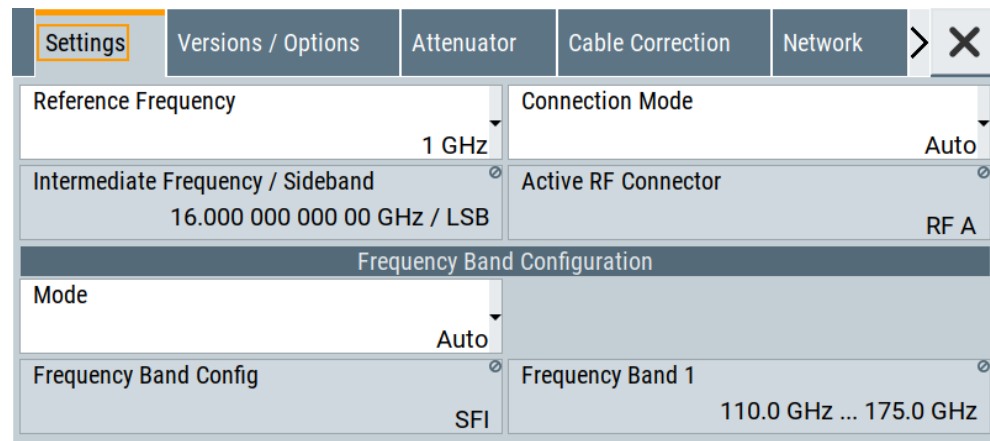 Settings
Versions / Options
Attenuator
Cable Correction
Network
Reference Frequency
1 GHz
Connection Mode
Auto
Intermediate Frequency / Sideband
16.000 000 000 00 GHz / LSB
Active RF Connector
RF A
Frequency Band Configuration
Mode
Auto
Frequency Band Config
SFI
Frequency Band 1
110.0 GHz ... 175.0 GHz